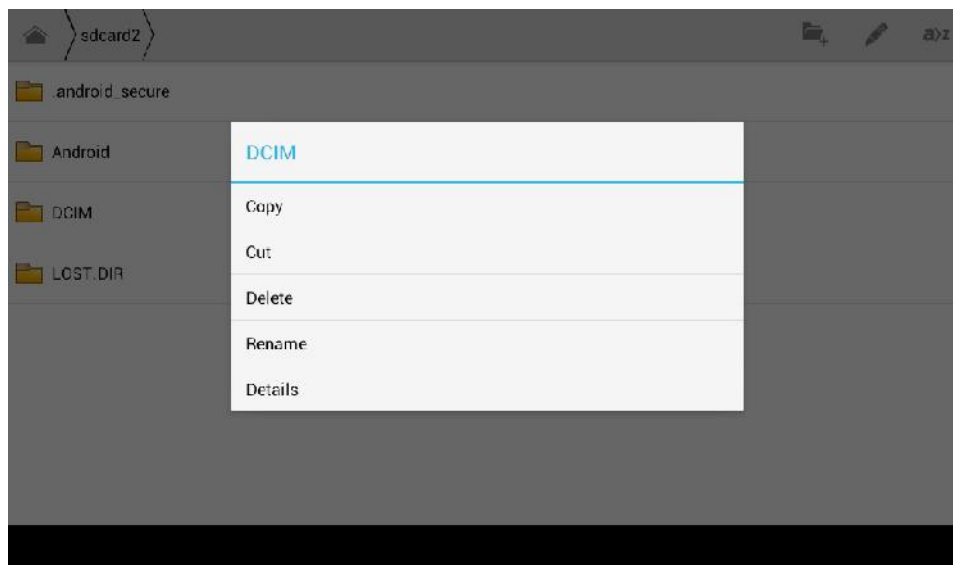 sdcard2
a⟩z
.android_secure
Android
DCIM
LOST.DIR
DCIM
Copy
Cut
Delete
Rename
Details